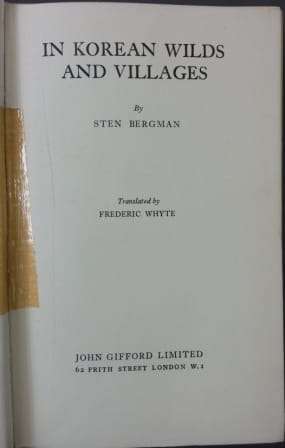 IN KOREAN WILDS
AND VILLAGES
By
STEN BERGMAN
Translated by
FREDERIC WHYTE
JOHN GIFFORD LIMITED
62 FRITH STREET LONDON W.1